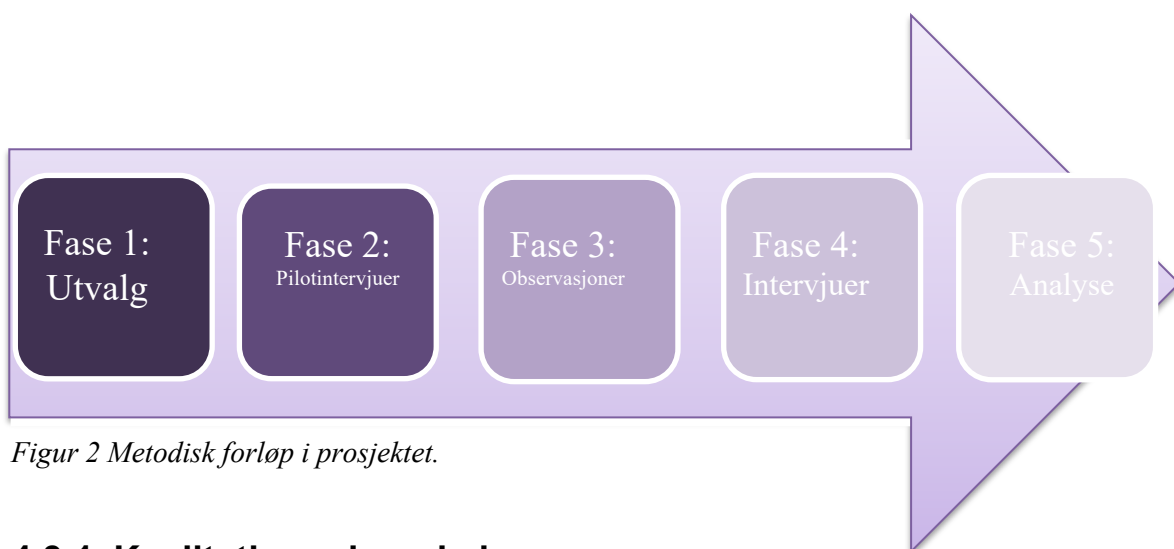 Fase 1:
Utvalg
Fase 2:
Pilotintervjuer
Fase 3:
Observasjoner
Fase 4:
Intervjuer
Fase 5:
Analyse
Figur 2 Metodisk forløp i prosjektet.